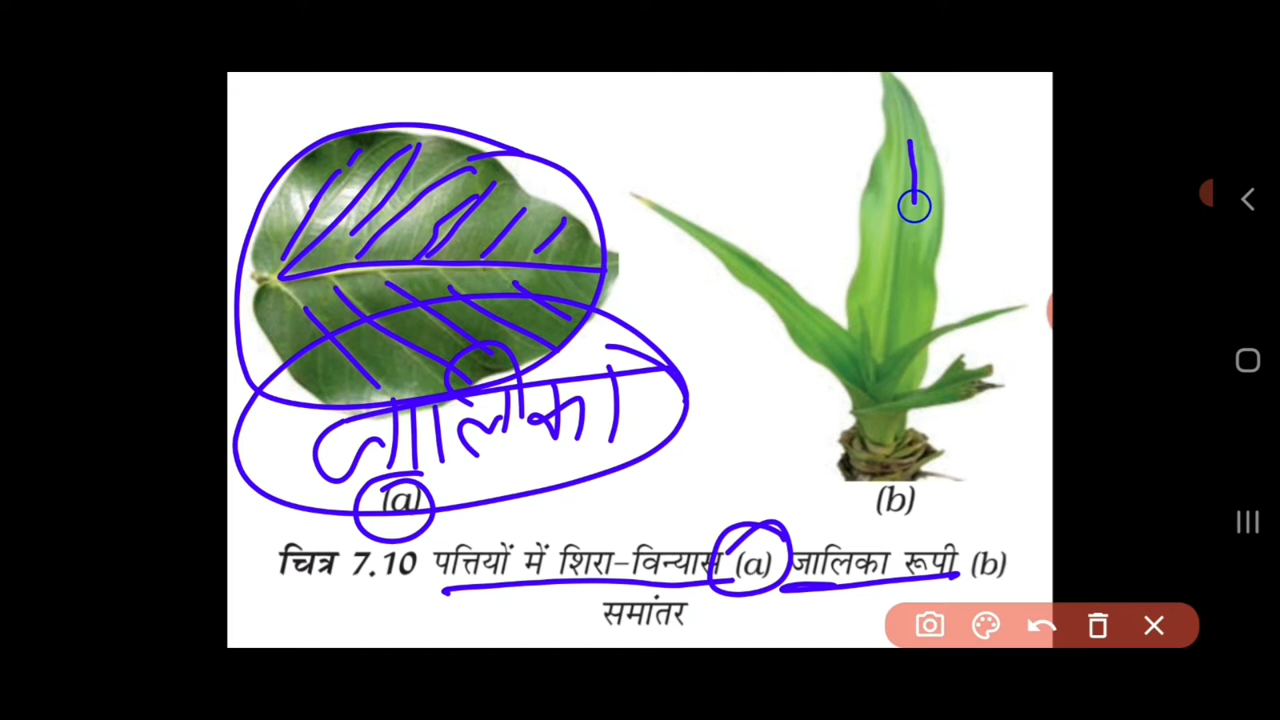 जालीका
(a)
(b)
चित्र 7.10 पत्तियों में शिरा-विन्यास (a) जालिका रूपी (b)
समांतर